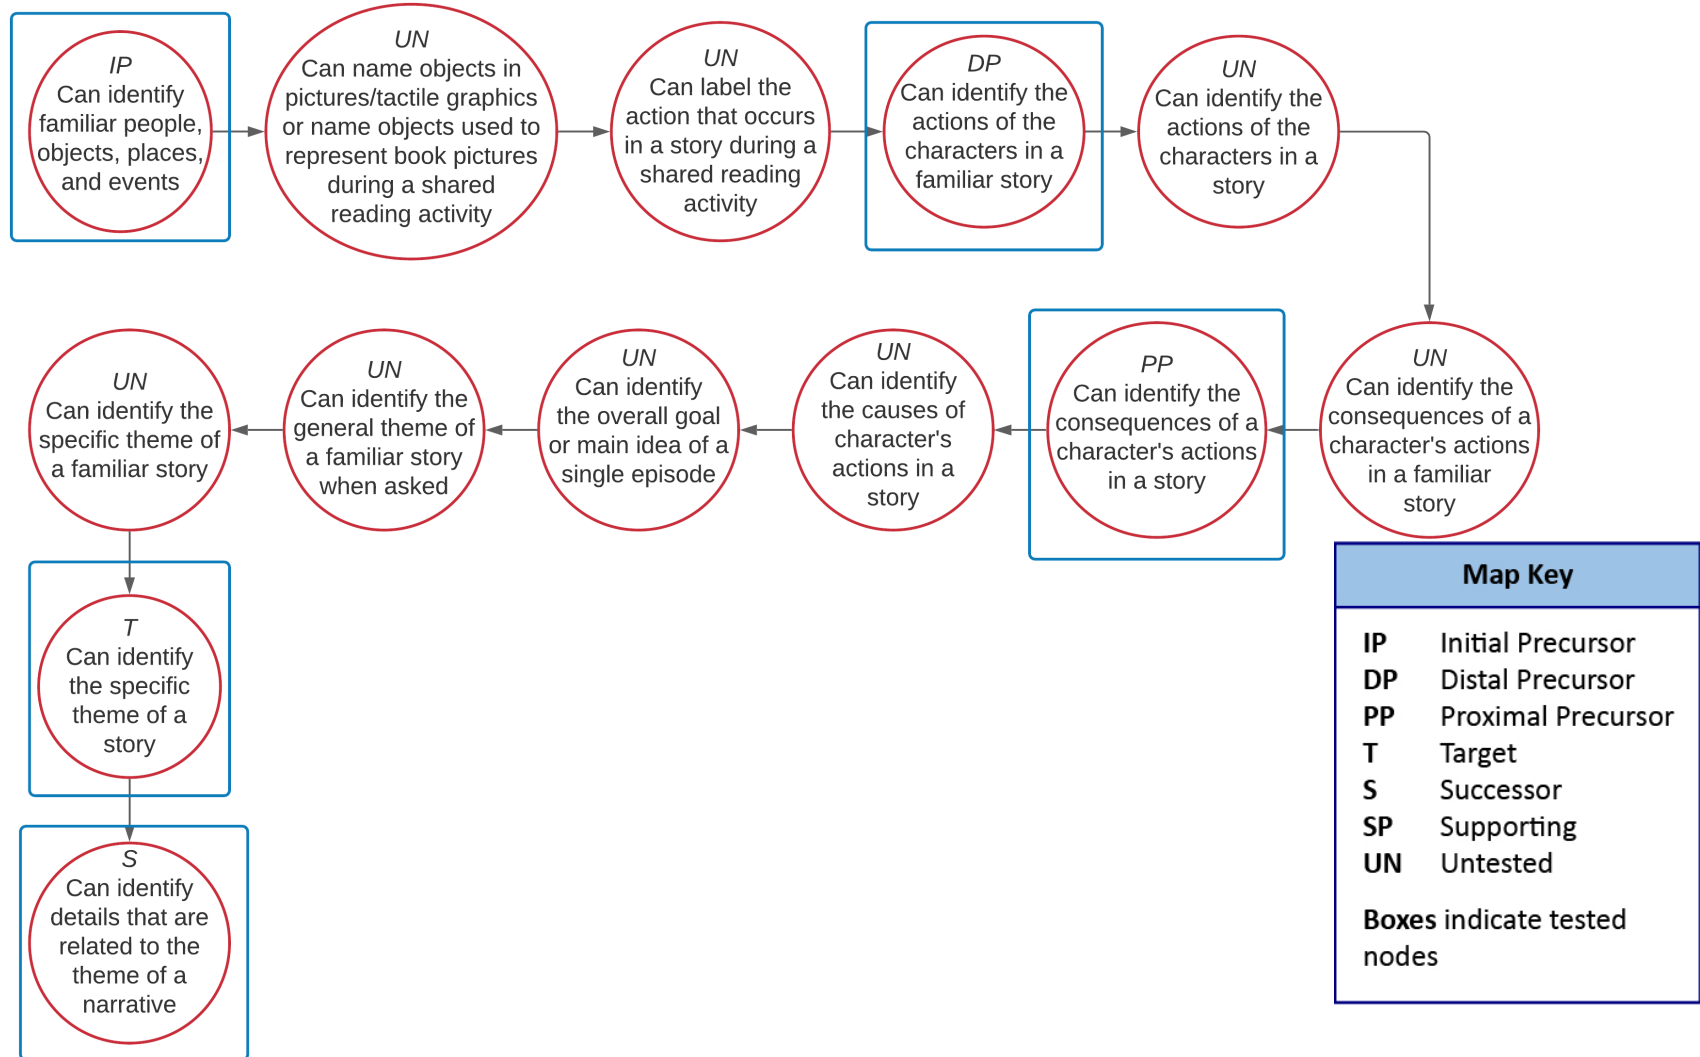 IP
Can identify
familiar people,
objects, places,
and events
UN
Can name objects in
pictures/tactile graphics
or name objects used to
represent book pictures
during a shared
reading activity
UN
Can label the
action that occurs
in a story during a
shared reading
activity
DP
Can identify the
actions of the
characters in a
familiar story
UN
Can identify the
actions of the
characters in a
story
UN
Can identify the
consequences of a
character's actions
in a familiar
story
PP
Can identify the
consequences of a
character's actions
in a story
UN
Can identify
the causes of
character's
actions in a
story
UN
Can identify
the overall goal
or main idea of a
single episode
UN
Can identify the
general theme of
a familiar story
when asked
UN
Can identify the
specific theme of
a familiar story
T
Can identify
the specific
theme of a
story
S
Can identify
details that are
related to the
theme of a
narrative
Map Key
IP Initial Precursor
DP Distal Precursor
PP Proximal Precursor
T Target
S Successor
SP Supporting
UN Untested
Boxes indicate tested
nodes